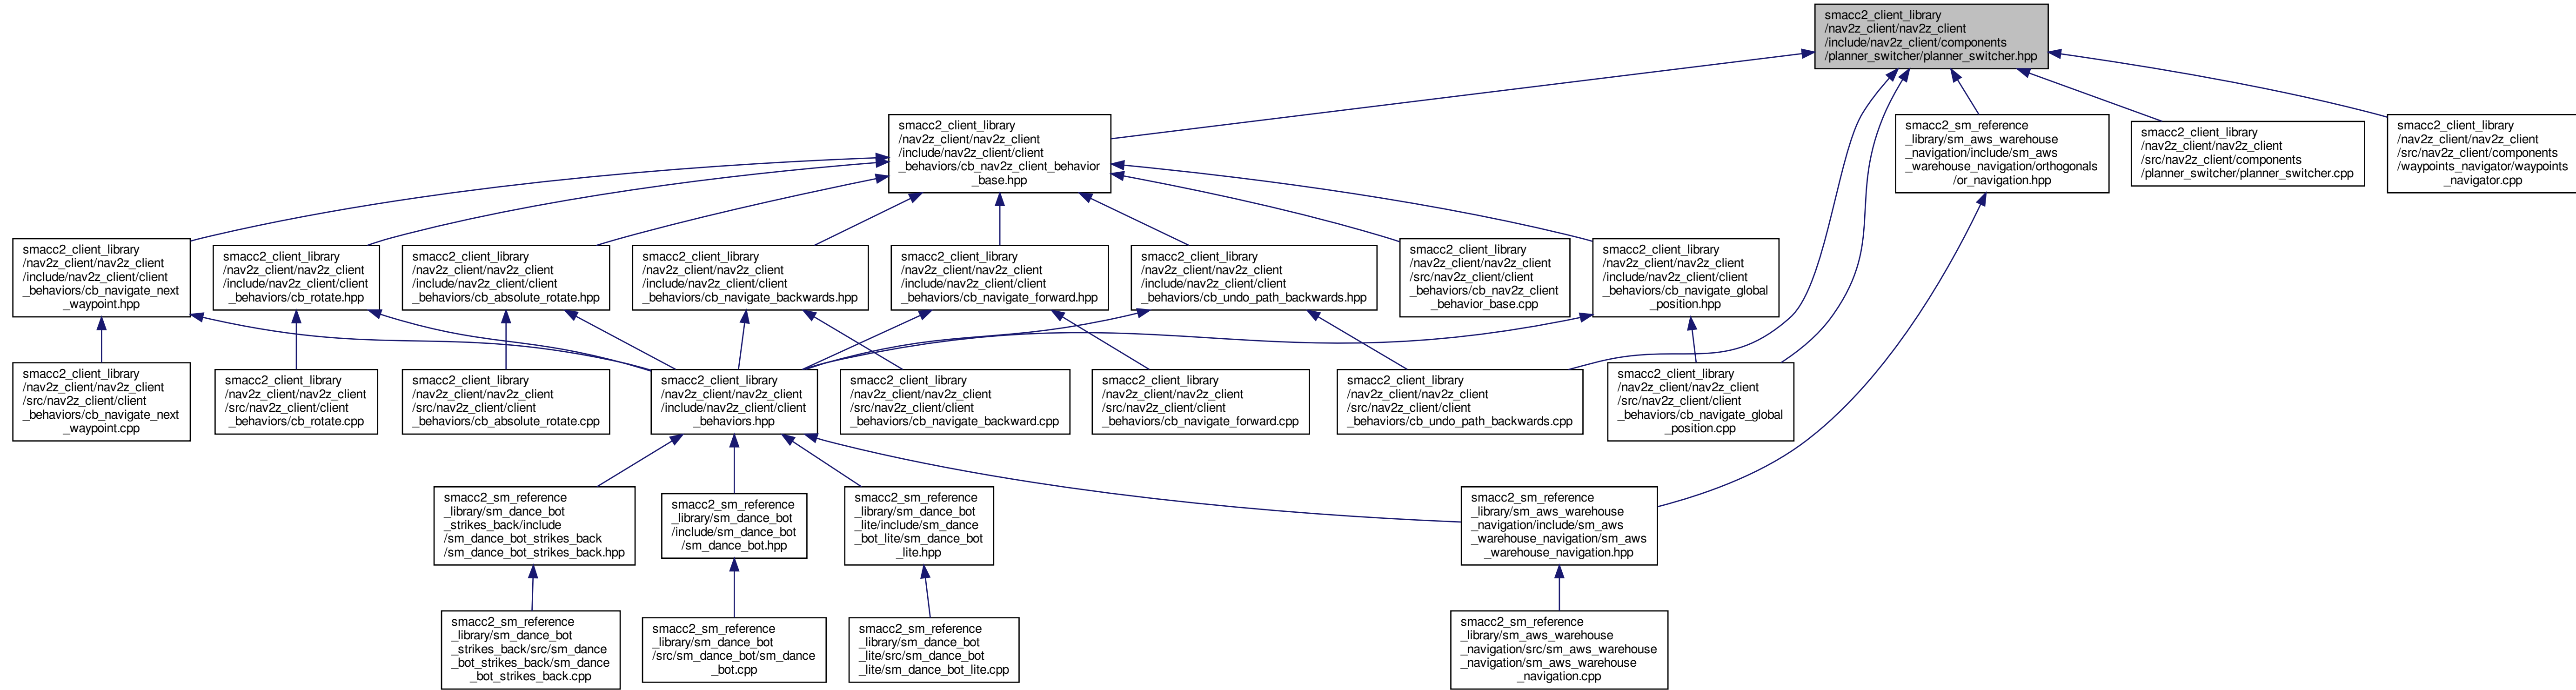 smacc2_client_library
/nav2z_client/nav2z_client
/include/nav2z_client/components
/planner_switcher/planner_switcher.hpp
smacc2_client_library
/nav2z_client/nav2z_client
/include/nav2z_client/client
_behaviors/cb_nav2z_client_behavior
_base.hpp
smacc2_sm_reference
_library/sm_aws_warehouse
_navigation/include/sm_aws
_warehouse_navigation/orthogonals
/or_navigation.hpp
smacc2_client_library
/nav2z_client/nav2z_client
/src/nav2z_client/components
/planner_switcher/planner_switcher.cpp
smacc2_client_library
/nav2z_client/nav2z_client
/src/nav2z_client/components
/waypoints_navigator/waypoints
_navigator.cpp
smacc2_client_library
/nav2z_client/nav2z_client
/include/nav2z_client/client
_behaviors/cb_navigate_next
_waypoint.hpp
smacc2_client_library
/nav2z_client/nav2z_client
/include/nav2z_client/client
_behaviors/cb_rotate.hpp
smacc2_client_library
/nav2z_client/nav2z_client
/include/nav2z_client/client
_behaviors/cb_absolute_rotate.hpp
smacc2_client_library
/nav2z_client/nav2z_client
/include/nav2z_client/client
_behaviors/cb_navigate_backwards.hpp
smacc2_client_library
/nav2z_client/nav2z_client
/include/nav2z_client/client
_behaviors/cb_navigate_forward.hpp
smacc2_client_library
/nav2z_client/nav2z_client
/include/nav2z_client/client
_behaviors/cb_undo_path_backwards.hpp
smacc2_client_library
/nav2z_client/nav2z_client
/src/nav2z_client/client
_behaviors/cb_nav2z_client
_behavior_base.cpp
smacc2_client_library
/nav2z_client/nav2z_client
/include/nav2z_client/client
_behaviors/cb_navigate_global
_position.hpp
smacc2_client_library
/nav2z_client/nav2z_client
/src/nav2z_client/client
_behaviors/cb_navigate_next
_waypoint.cpp
smacc2_client_library
/nav2z_client/nav2z_client
/src/nav2z_client/client
_behaviors/cb_rotate.cpp
smacc2_client_library
/nav2z_client/nav2z_client
/src/nav2z_client/client
_behaviors/cb_absolute_rotate.cpp
smacc2_client_library
/nav2z_client/nav2z_client
/include/nav2z_client/client
_behaviors.hpp
smacc2_client_library
/nav2z_client/nav2z_client
/src/nav2z_client/client
_behaviors/cb_navigate_backward.cpp
smacc2_client_library
/nav2z_client/nav2z_client
/src/nav2z_client/client
_behaviors/cb_navigate_forward.cpp
smacc2_client_library
/nav2z_client/nav2z_client
/src/nav2z_client/client
_behaviors/cb_undo_path_backwards.cpp
smacc2_client_library
/nav2z_client/nav2z_client
/src/nav2z_client/client
_behaviors/cb_navigate_global
_position.cpp
smacc2_sm_reference
_library/sm_dance_bot
_strikes_back/include
/sm_dance_bot_strikes_back
/sm_dance_bot_strikes_back.hpp
smacc2_sm_reference
_library/sm_dance_bot
/include/sm_dance_bot
/sm_dance_bot.hpp
smacc2_sm_reference
_library/sm_dance_bot
_lite/include/sm_dance
_bot_lite/sm_dance_bot
_lite.hpp
smacc2_sm_reference
_library/sm_aws_warehouse
_navigation/include/sm_aws
_warehouse_navigation/sm_aws
_warehouse_navigation.hpp
smacc2_sm_reference
_library/sm_dance_bot
_strikes_back/src/sm_dance
_bot_strikes_back/sm_dance
_bot_strikes_back.cpp
smacc2_sm_reference
_library/sm_dance_bot
/src/sm_dance_bot/sm_dance
_bot.cpp
smacc2_sm_reference
_library/sm_dance_bot
_lite/src/sm_dance_bot
_lite/sm_dance_bot_lite.cpp
smacc2_sm_reference
_library/sm_aws_warehouse
_navigation/src/sm_aws_warehouse
_navigation/sm_aws_warehouse
_navigation.cpp